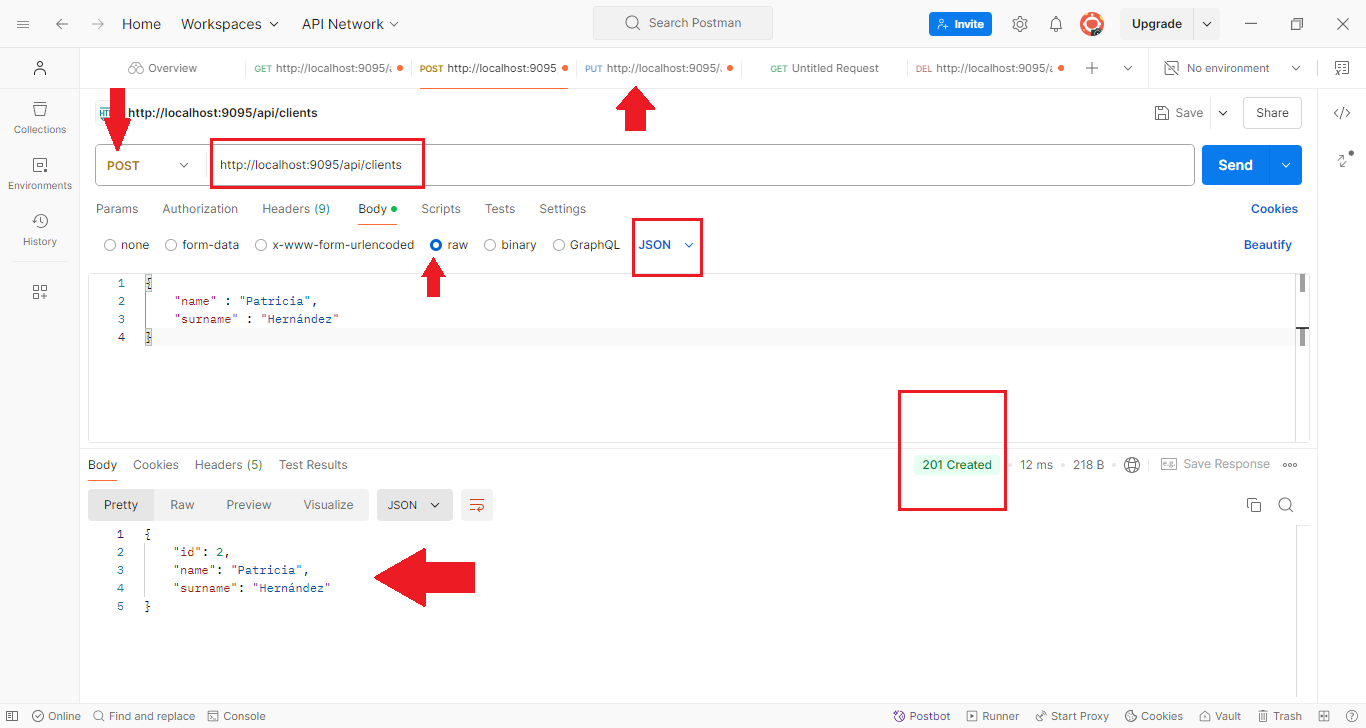 Home Workspaces API Network Search Postman Invite Upgrade
Overview GET http://localhost:9095/a POST http://localhost:9095 PUT http://localhost:9095/a GET Untitled Request DEL http://localhost:9095/a No environment
http://localhost:9095/api/clients Save Share
Collections
POST http://localhost:9095/api/clients Send
Environments
Params Authorization Headers (9) Body Scripts Tests Settings Cookies
History
none form-data x-www-form-urlencoded raw binary GraphQL JSON Beautify
1 {
2 "name" : "Patricia",
3 "surname" : "Hernández"
4 }
Body Cookies Headers (5) Test Results 201 Created 12 ms 218 B e.g. Save Response
Pretty Raw Preview Visualize JSON
1 {
2 "id": 2,
3 "name": "Patricia",
4 "surname": "Hernández"
5 }
Online Find and replace Console Postbot Runner Start Proxy Cookies Vault Trash